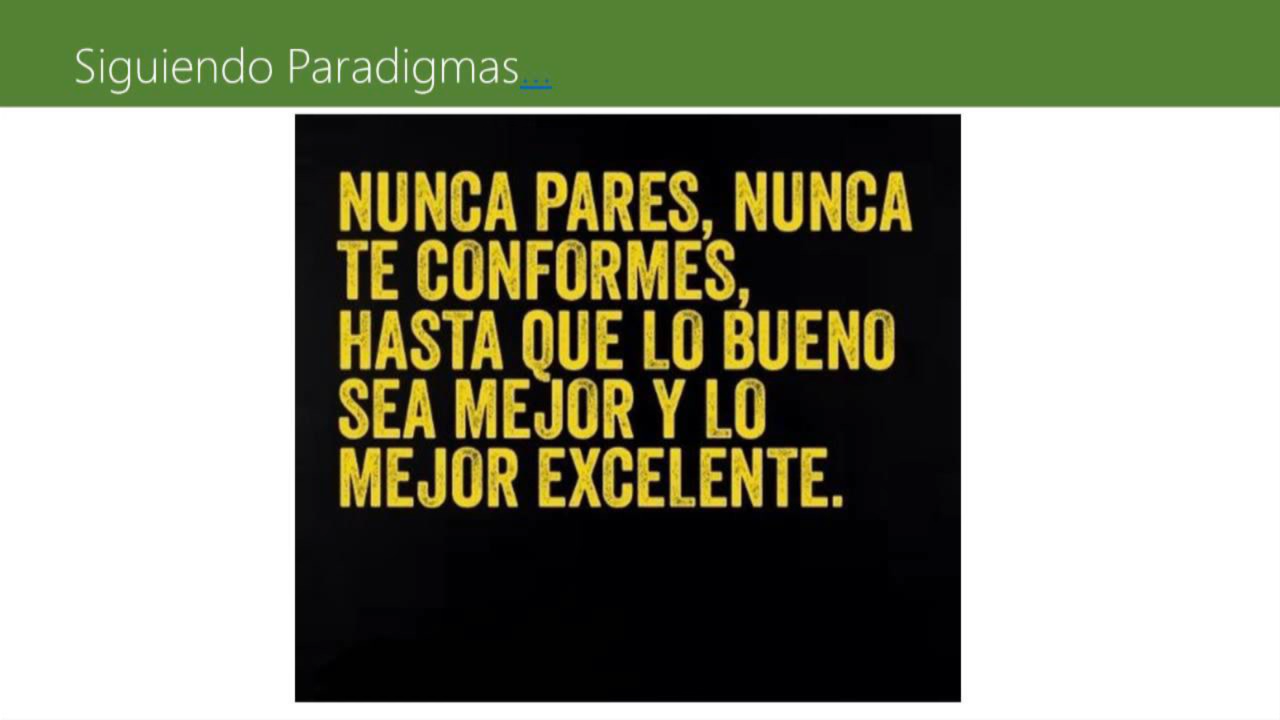 Siguiendo Paradigmas...
NUNCA PARES, NUNCA
TE CONFORMES,
HASTA QUE LO BUENO
SEA MEJOR Y LO
MEJOR EXCELENTE.